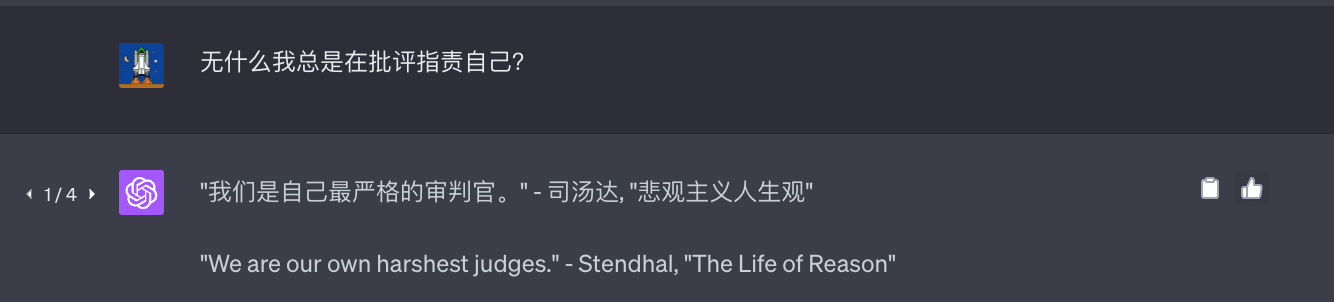 无什么我总是在批评指责自己?
1 / 4
"我们是自己最严格的审判官。" - 司汤达, "悲观主义人生观"
"We are our own harshest judges." - Stendhal, "The Life of Reason"